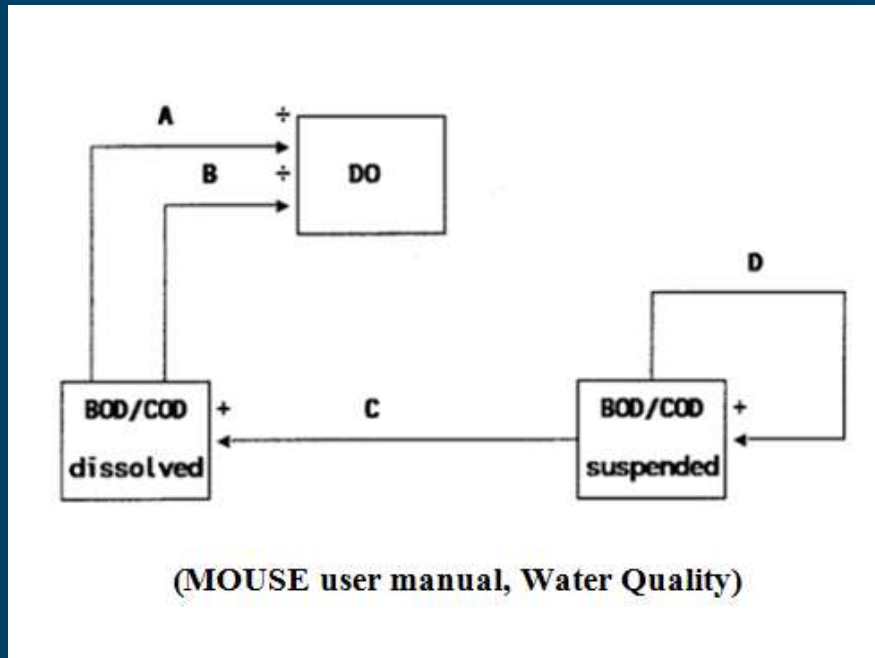 A ÷
B ÷ DO
D
BOD/COD + C BOD/COD +
dissolved suspended
(MOUSE user manual, Water Quality)